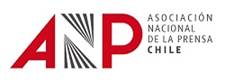 ANP
ASOCIACIÓN
NACIONAL
DE LA PRENSA
CHILE